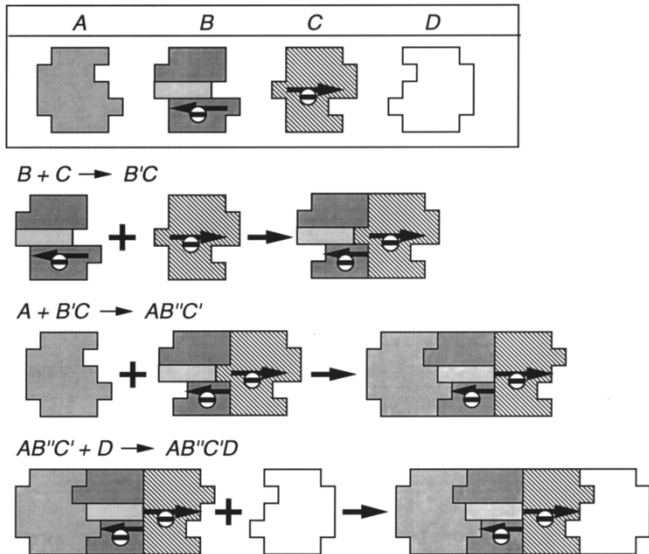 A B C D
B + C → B'C
A + B'C → AB''C'
AB''C' + D → AB''C'D